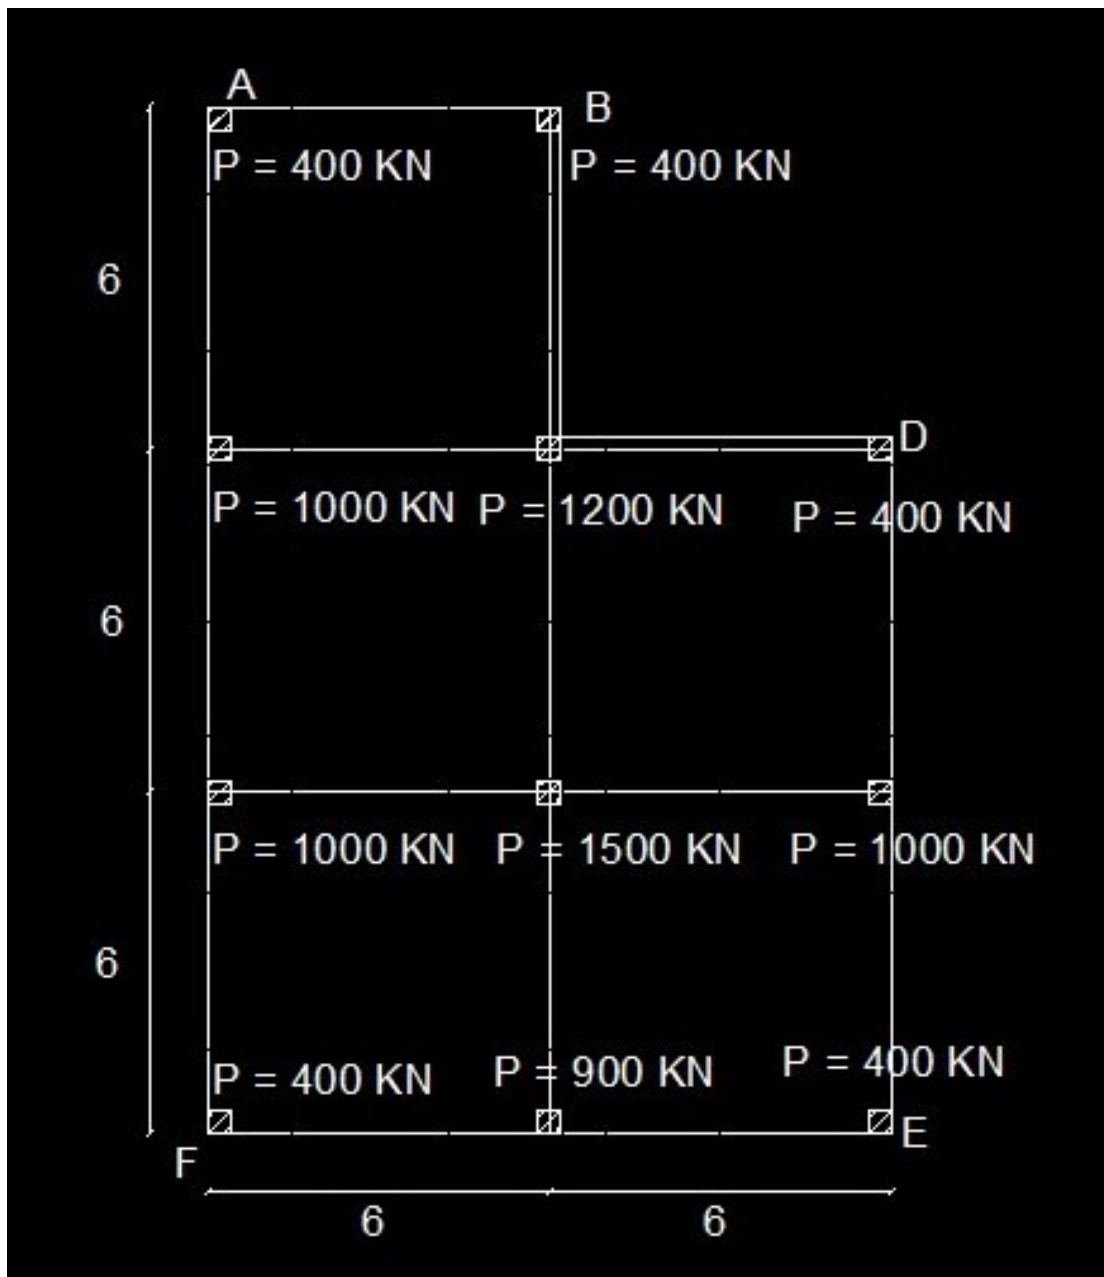 A
B
P = 400 KN
P = 400 KN
6
D
P = 1000 KN
P = 1200 KN
P = 400 KN
6
P = 1000 KN
P = 1500 KN
P = 1000 KN
6
P = 400 KN
P = 900 KN
P = 400 KN
E
F
6
6